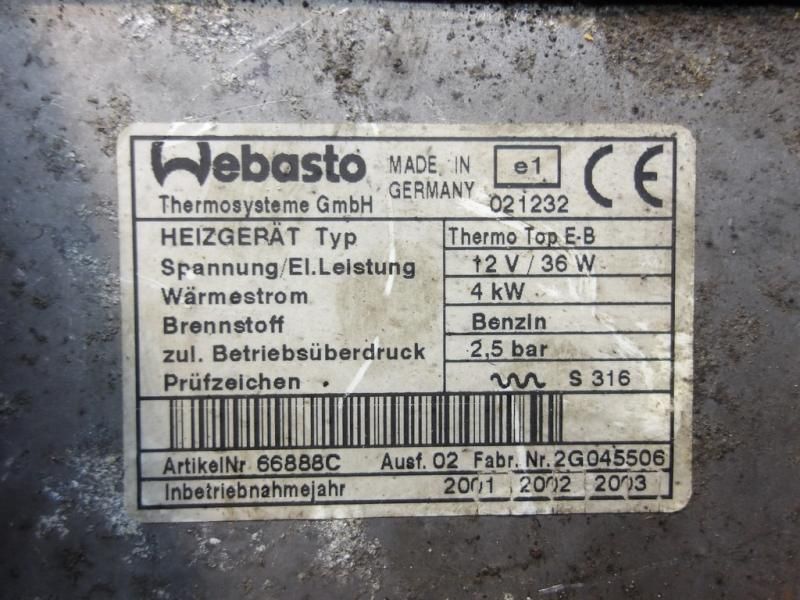 Webasto MADE IN GERMANY e1 CE
Thermosysteme GmbH 021232
HEIZGERÄT Typ Thermo Top E-B
Spannung/El.Leistung 12 V / 36 W
Wärmestrom 4 kW
Brennstoff Benzin
zul. Betriebsüberdruck 2,5 bar
Prüfzeichen S 316
ArtikelNr 66888C Ausf. 02 Fabr. Nr. 2G045506
Inbetriebnahmejahr 2001 2002 2003